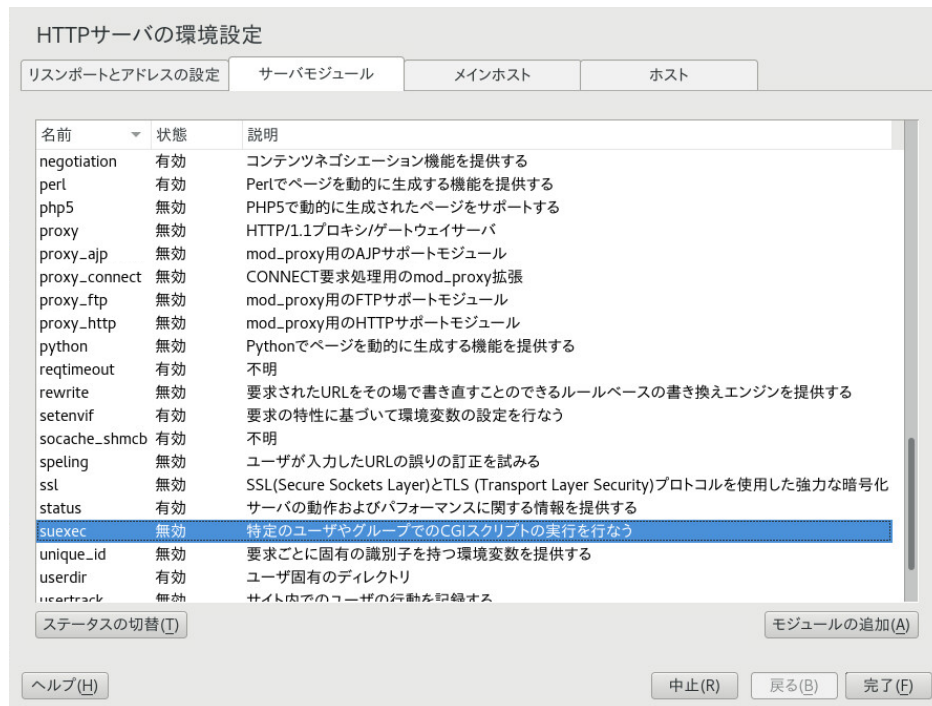 HTTPサーバの環境設定
リスンポートとアドレスの設定 サーバモジュール メインホスト ホスト
名前 状態 説明
negotiation 有効 コンテンツネゴシエーション機能を提供する
perl 有効 Perlでページを動的に生成する機能を提供する
php5 無効 PHP5で動的に生成されたページをサポートする
proxy 無効 HTTP/1.1プロキシ/ゲートウェイサーバ
proxy_ajp 無効 mod_proxy用のAJPサポートモジュール
proxy_connect 無効 CONNECT要求処理用のmod_proxy拡張
proxy_ftp 無効 mod_proxy用のFTPサポートモジュール
proxy_http 無効 mod_proxy用のHTTPサポートモジュール
python 無効 Pythonでページを動的に生成する機能を提供する
reqtimeout 有効 不明
rewrite 無効 要求されたURLをその場で書き直すことのできるルールベースの書き換えエンジンを提供する
setenvif 有効 要求の特性に基づいて環境変数の設定を行なう
socache_shmcb 有効 不明
speling 無効 ユーザが入力したURLの誤りの訂正を試みる
ssl 無効 SSL(Secure Sockets Layer)とTLS (Transport Layer Security)プロトコルを使用した強力な暗号化
status 有効 サーバの動作およびパフォーマンスに関する情報を提供する
suexec 無効 特定のユーザやグループでのCGIスクリプトの実行を行なう
unique_id 無効 要求ごとに固有の識別子を持つ環境変数を提供する
userdir 有効 ユーザ固有のディレクトリ
usertrack 無効 サイト内でのユーザの行動を記録する
ステータスの切替(T) モジュールの追加(A)
ヘルプ(H) 中止(R) 戻る(B) 完了(F)